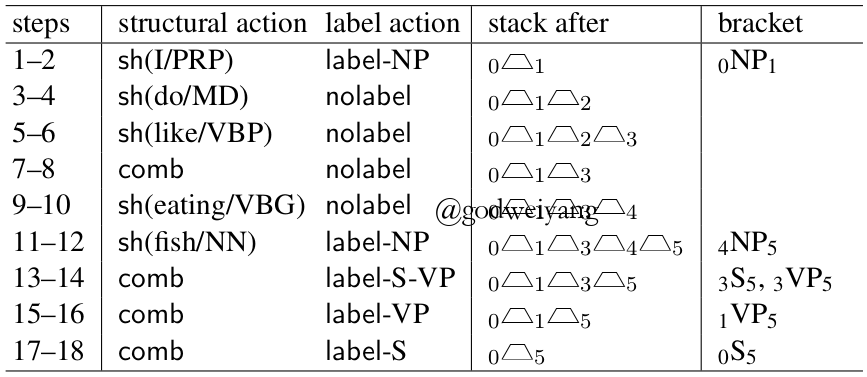 steps structural action label action stack after bracket
1–2 sh(I/PRP) label-NP ₀⏢₁ ₀NP₁
3–4 sh(do/MD) nolabel ₀⏢₁⏢₂
5–6 sh(like/VBP) nolabel ₀⏢₁⏢₂⏢₃
7–8 comb nolabel ₀⏢₁⏢₃
9–10 sh(eating/VBG) nolabel ₀⏢₁⏢₃⏢₄
@godweiyang
11–12 sh(fish/NN) label-NP ₀⏢₁⏢₃⏢₄⏢₅ ₄NP₅
13–14 comb label-S-VP ₀⏢₁⏢₃⏢₅ ₃S₅, ₃VP₅
15–16 comb label-VP ₀⏢₁⏢₅ ₁VP₅
17–18 comb label-S ₀⏢₅ ₀S₅